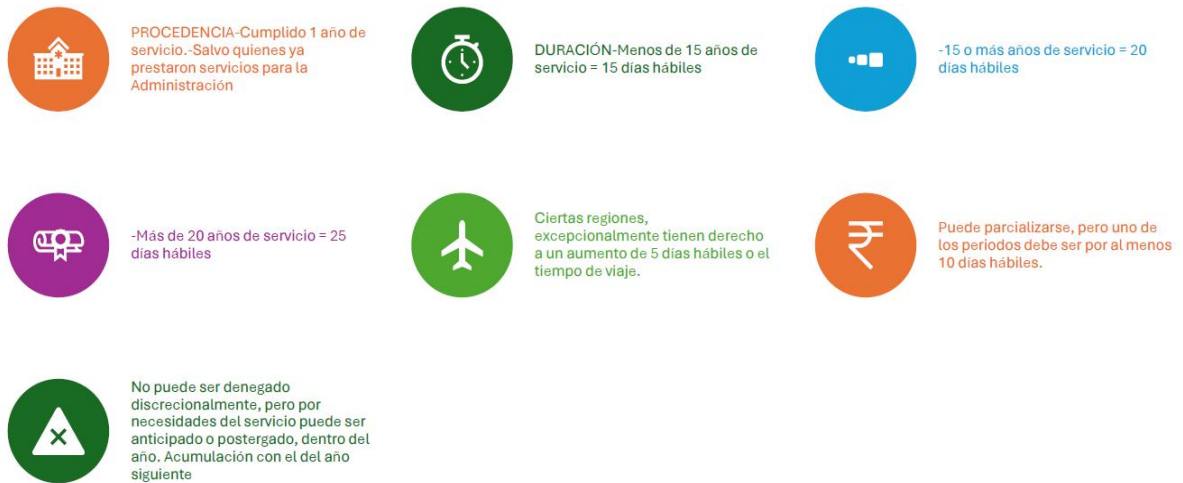 PROCEDENCIA-Cumplido 1 año de
servicio.-Salvo quienes ya
prestaron servicios para la
Administración
DURACIÓN-Menos de 15 años de
servicio = 15 días hábiles
-15 o más años de servicio = 20
días hábiles
-Más de 20 años de servicio = 25
días hábiles
Ciertas regiones,
excepcionalmente tienen derecho
a un aumento de 5 días hábiles o el
tiempo de viaje.
Puede parcializarse, pero uno de
los periodos debe ser por al menos
10 días hábiles.
No puede ser denegado
discrecionalmente, pero por
necesidades del servicio puede ser
anticipado o postergado, dentro del
año. Acumulación con el del año
siguiente